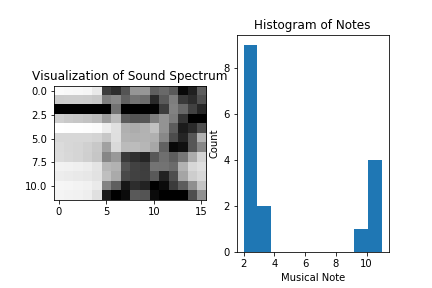 Visualization of Sound Spectrum
0.0
2.5
5.0
7.5
10.0
0 5 10 15
Histogram of Notes
Count
8
6
4
2
0
2 4 6 8 10
Musical Note